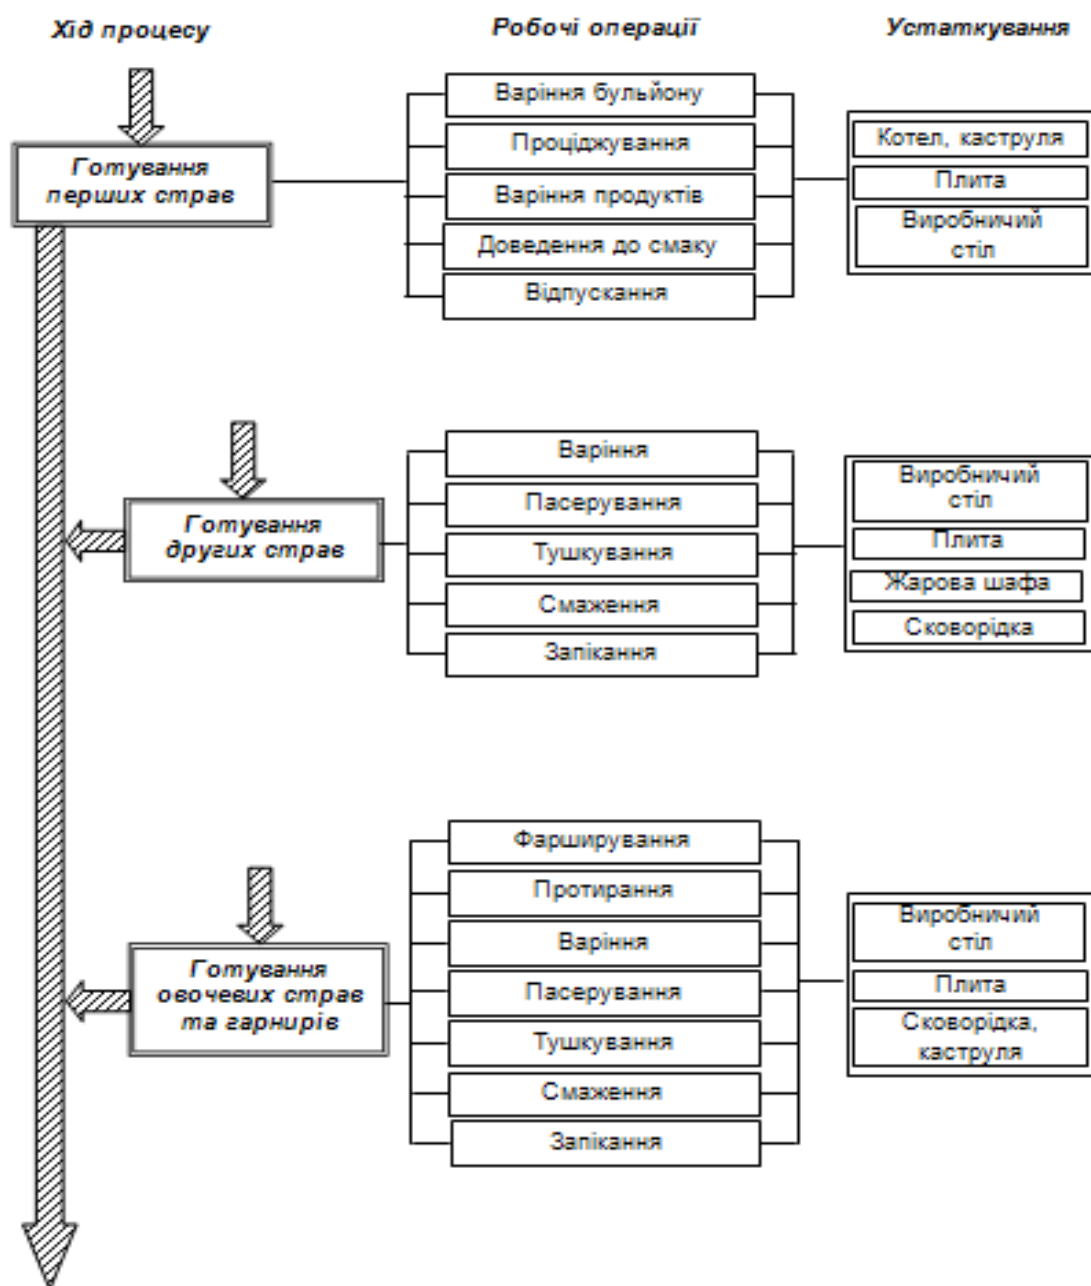 Хід процесу
Робочі операції
Устаткування
Готування
перших страв
Варіння бульйону
Проціджування
Варіння продуктів
Доведення до смаку
Відпускання
Котел, каструля
Плита
Виробничий
стіл
Готування
других страв
Варіння
Пасерування
Тушкування
Смаження
Запікання
Виробничий
стіл
Плита
Жарова шафа
Сковорідка
Готування
овочевих страв
та гарнирів
Фарширування
Протирання
Варіння
Пасерування
Тушкування
Смаження
Запікання
Виробничий
стіл
Плита
Сковорідка,
каструля